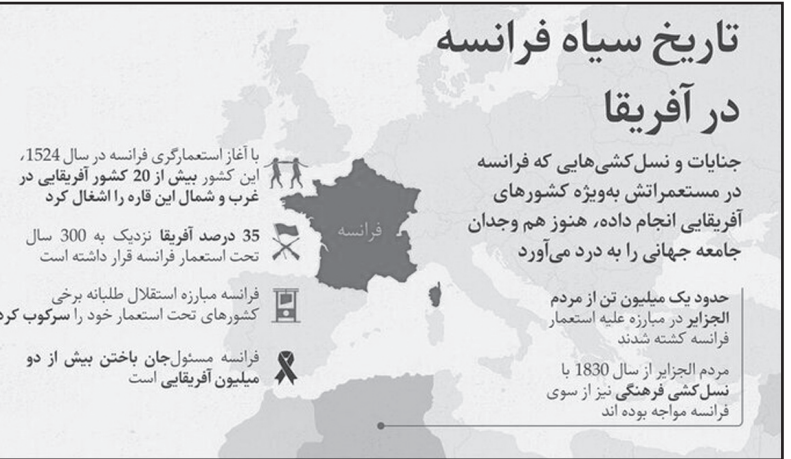 تاریخ سیاه فرانسه
در آفریقا
جنایات و نسل‌کشی‌هایی که فرانسه
در مستعمراتش به‌ویژه کشورهای
آفریقایی انجام داده، هنوز هم وجدان
جامعه جهانی را به درد می‌آورد
حدود یک میلیون تن از مردم
الجزایر در مبارزه علیه استعمار
فرانسه کشته شدند
مردم الجزایر از سال 1830 با
نسل‌کشی فرهنگی نیز از سوی
فرانسه مواجه بوده اند
فرانسه
با آغاز استعمارگری فرانسه در سال 1524،
این کشور بیش از 20 کشور آفریقایی در
غرب و شمال این قاره را اشغال کرد
35 درصد آفریقا نزدیک به 300 سال
تحت استعمار فرانسه قرار داشته است
فرانسه مبارزه استقلال طلبانه برخی
کشورهای تحت استعمار خود را سرکوب کرد
فرانسه مسئول‌جان باختن بیش از دو
میلیون آفریقایی است